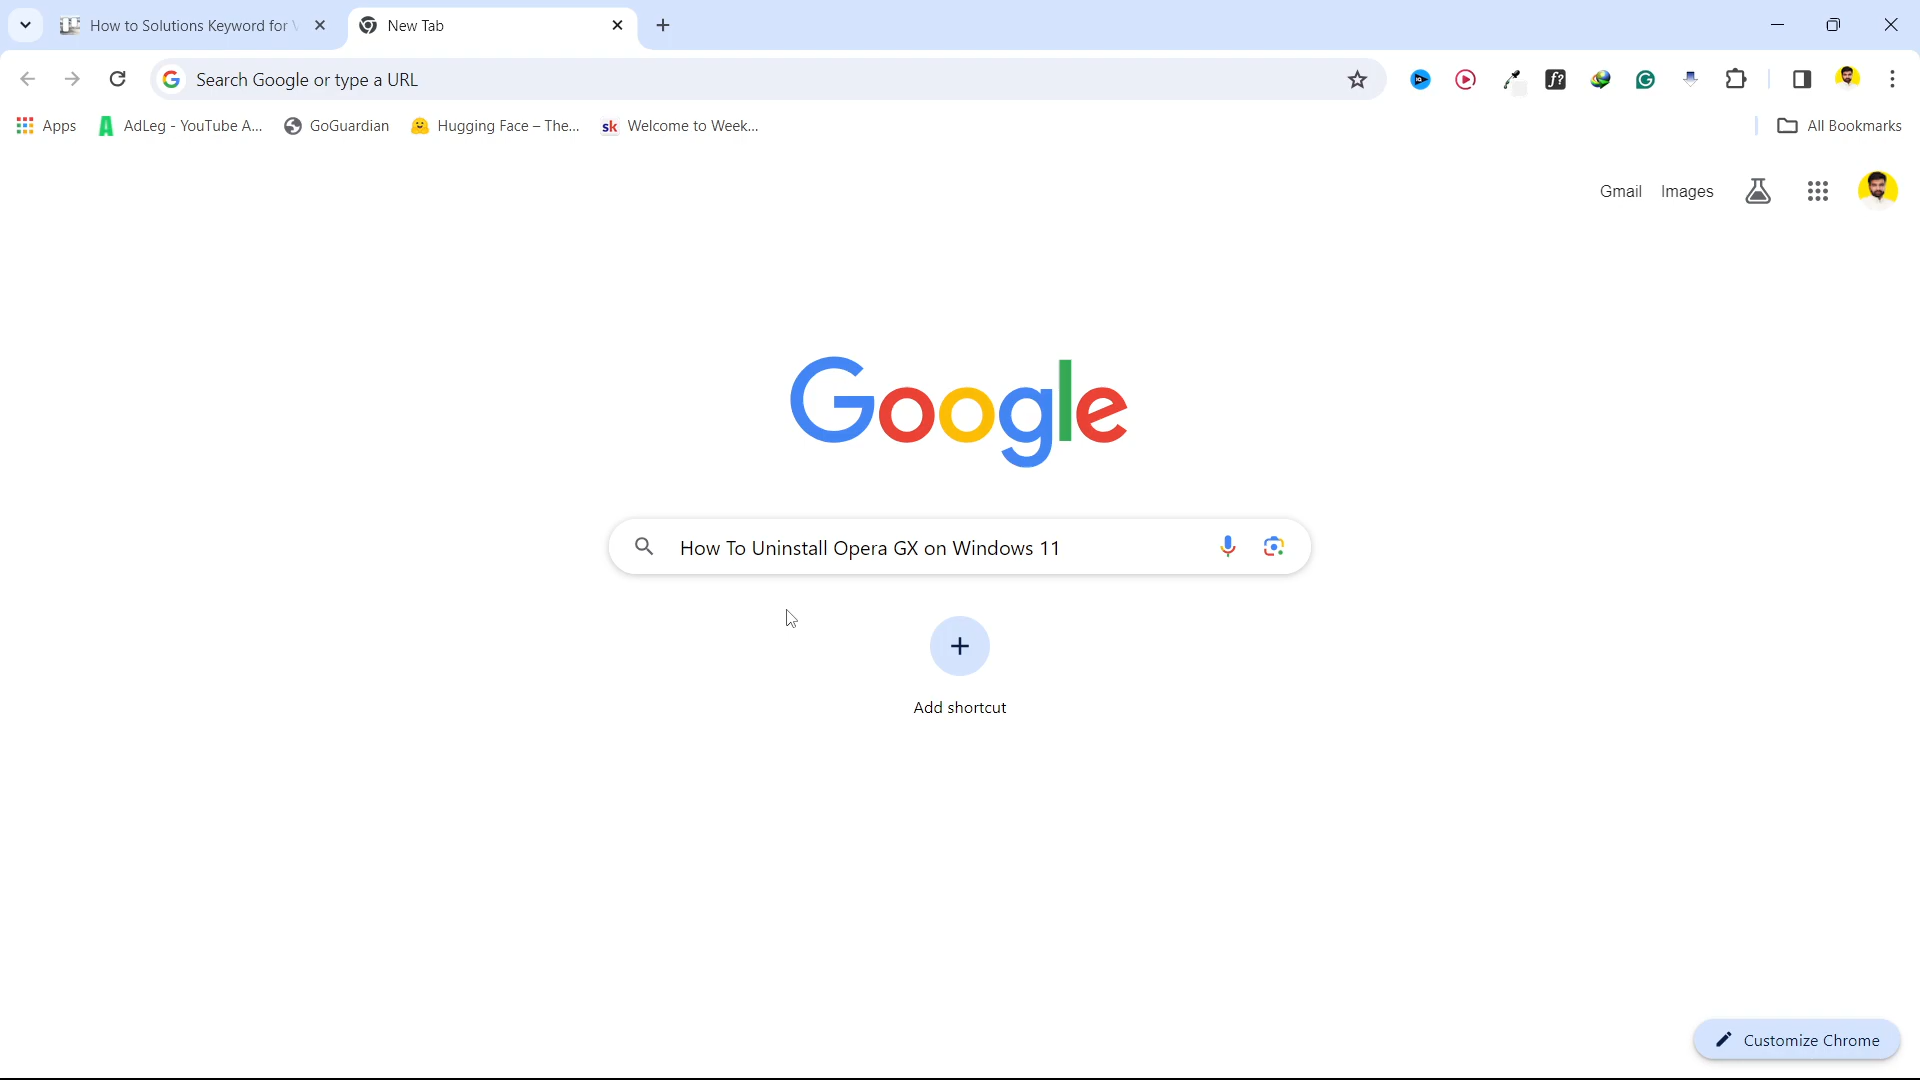 How to Solutions Keyword for
New Tab
Search Google or type a URL
Apps
AdLeg - YouTube A...
GoGuardian
Hugging Face – The...
sk Welcome to Week...
All Bookmarks
Gmail
Images
Google
How To Uninstall Opera GX on Windows 11
Add shortcut
Customize Chrome